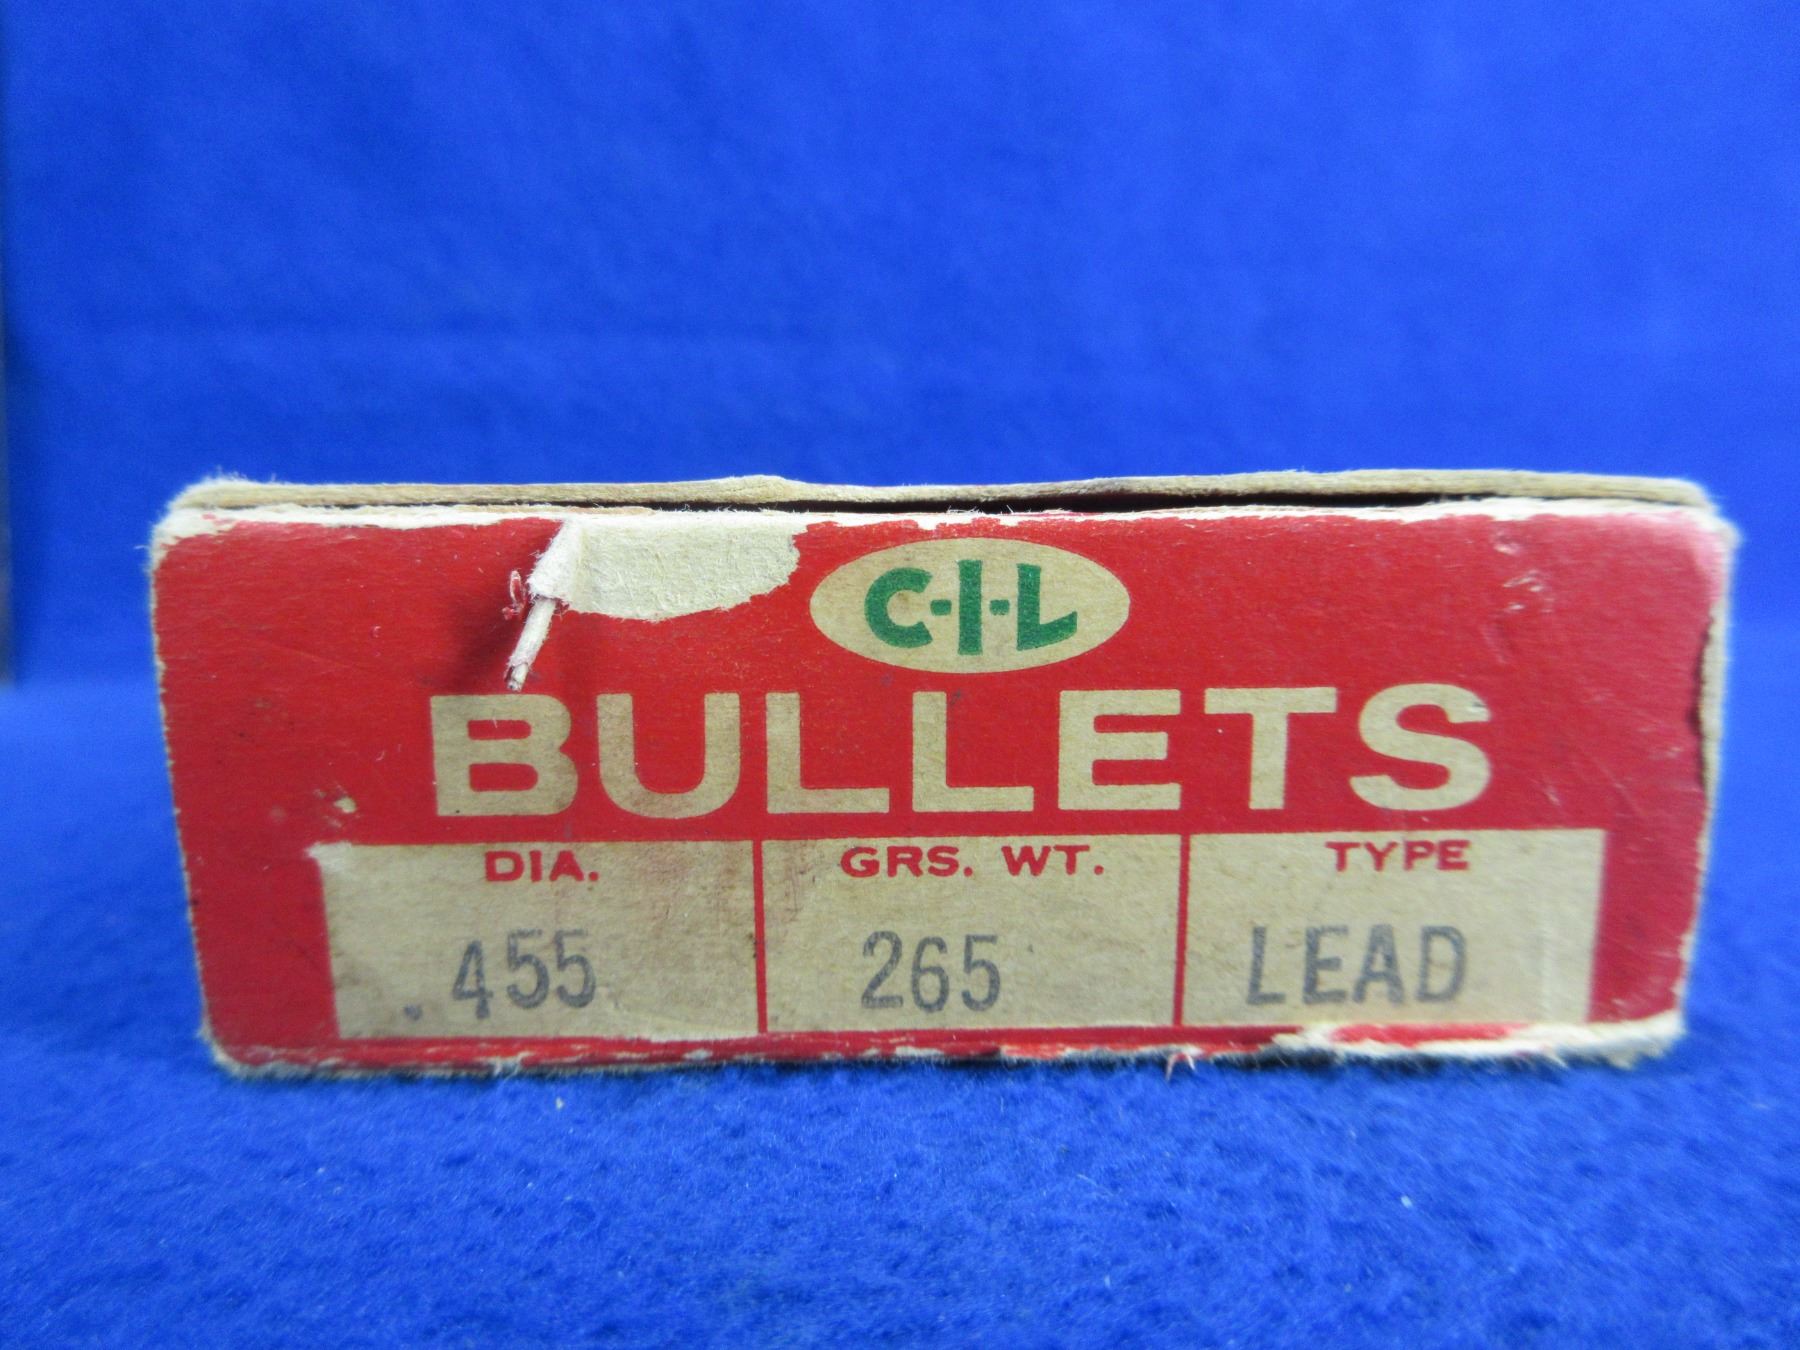 C-I-L
BULLETS
DIA. GRS. WT. TYPE
.455 265 LEAD